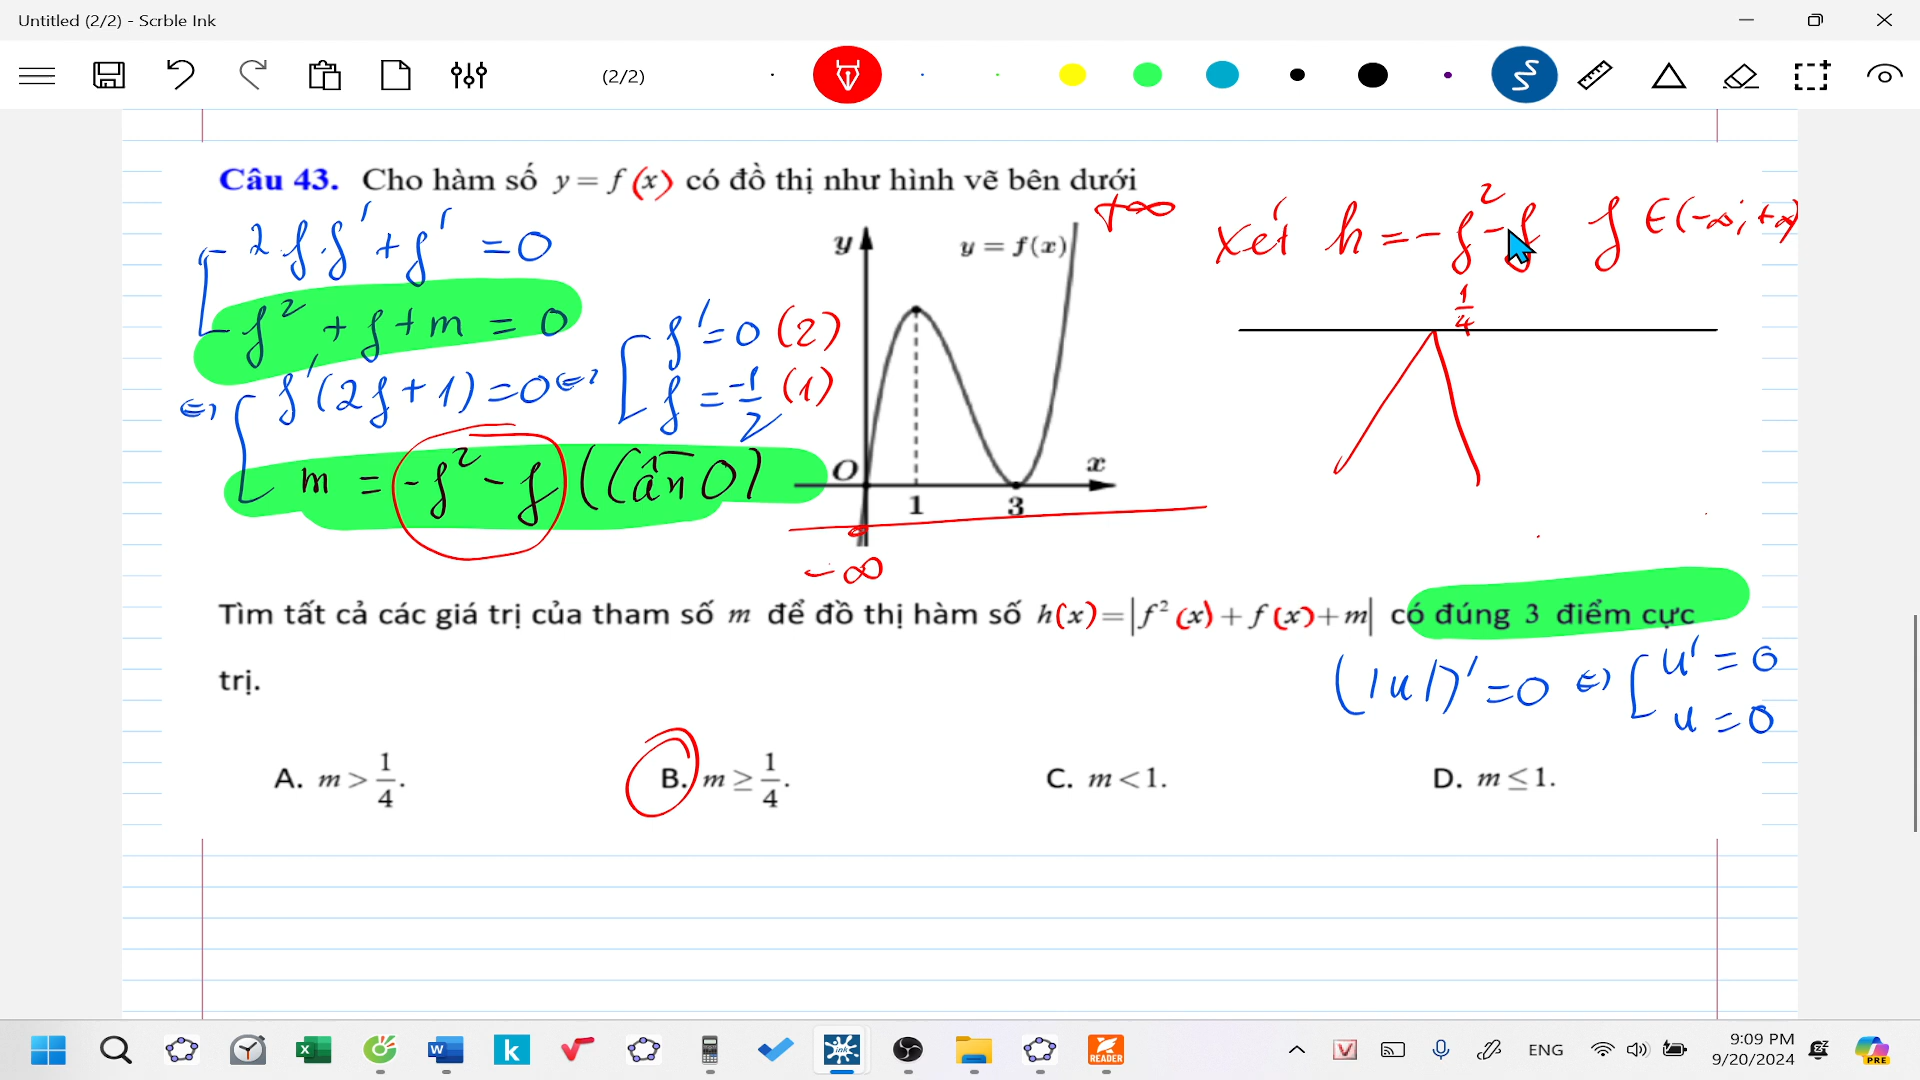 Untitled (2/2) - Scrble Ink
(2/2)
Câu 43. Cho hàm số y = f (x) có đồ thị như hình vẽ bên dưới
+∞
xét h = -f² - f f ∈ (-∞; +∞)
2f.f' + f' = 0
y
y = f(x)
1/4
f² + f + m = 0
f' = 0 (2)
⇔ f'(2f + 1) = 0 ⇔ f = -1/2 (1)
m = -f² - f (Cần 0)
O
x
1
3
-∞
Tìm tất cả các giá trị của tham số m để đồ thị hàm số h(x) = |f² (x) + f (x) + m| có đúng 3 điểm cực
trị.
(|u|)' = 0 ⇔ u' = 0
u = 0
A. m > 1/4.
B. m ≥ 1/4.
C. m < 1.
D. m ≤ 1.
READER
ENG
9:09 PM
9/20/2024
PRE